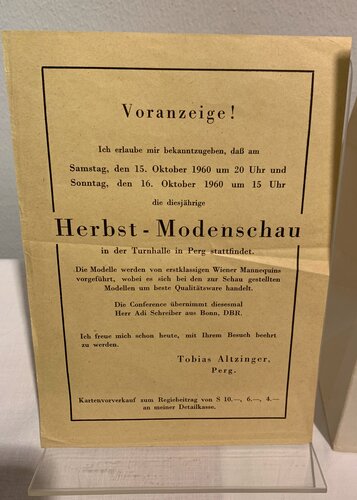 Voranzeige!
Ich erlaube mir bekanntzugeben, daß am
Samstag, den 15. Oktober 1960 um 20 Uhr und
Sonntag, den 16. Oktober 1960 um 15 Uhr
die diesjährige
Herbst - Modenschau
in der Turnhalle in Perg stattfindet.
Die Modelle werden von erstklassigen Wiener Mannequins
vorgeführt, wobei es sich bei den zur Schau gestellten
Modellen um beste Qualitätsware handelt.
Die Conference übernimmt diesesmal
Herr Adi Schreiber aus Bonn, DBR.
Ich freue mich schon heute, mit Ihrem Besuch beehrt
zu werden.
Tobias Altzinger,
Perg.
Kartenvorverkauf zum Regiebeitrag von S 10.—, 6.—, 4.—
an meiner Detailkasse.